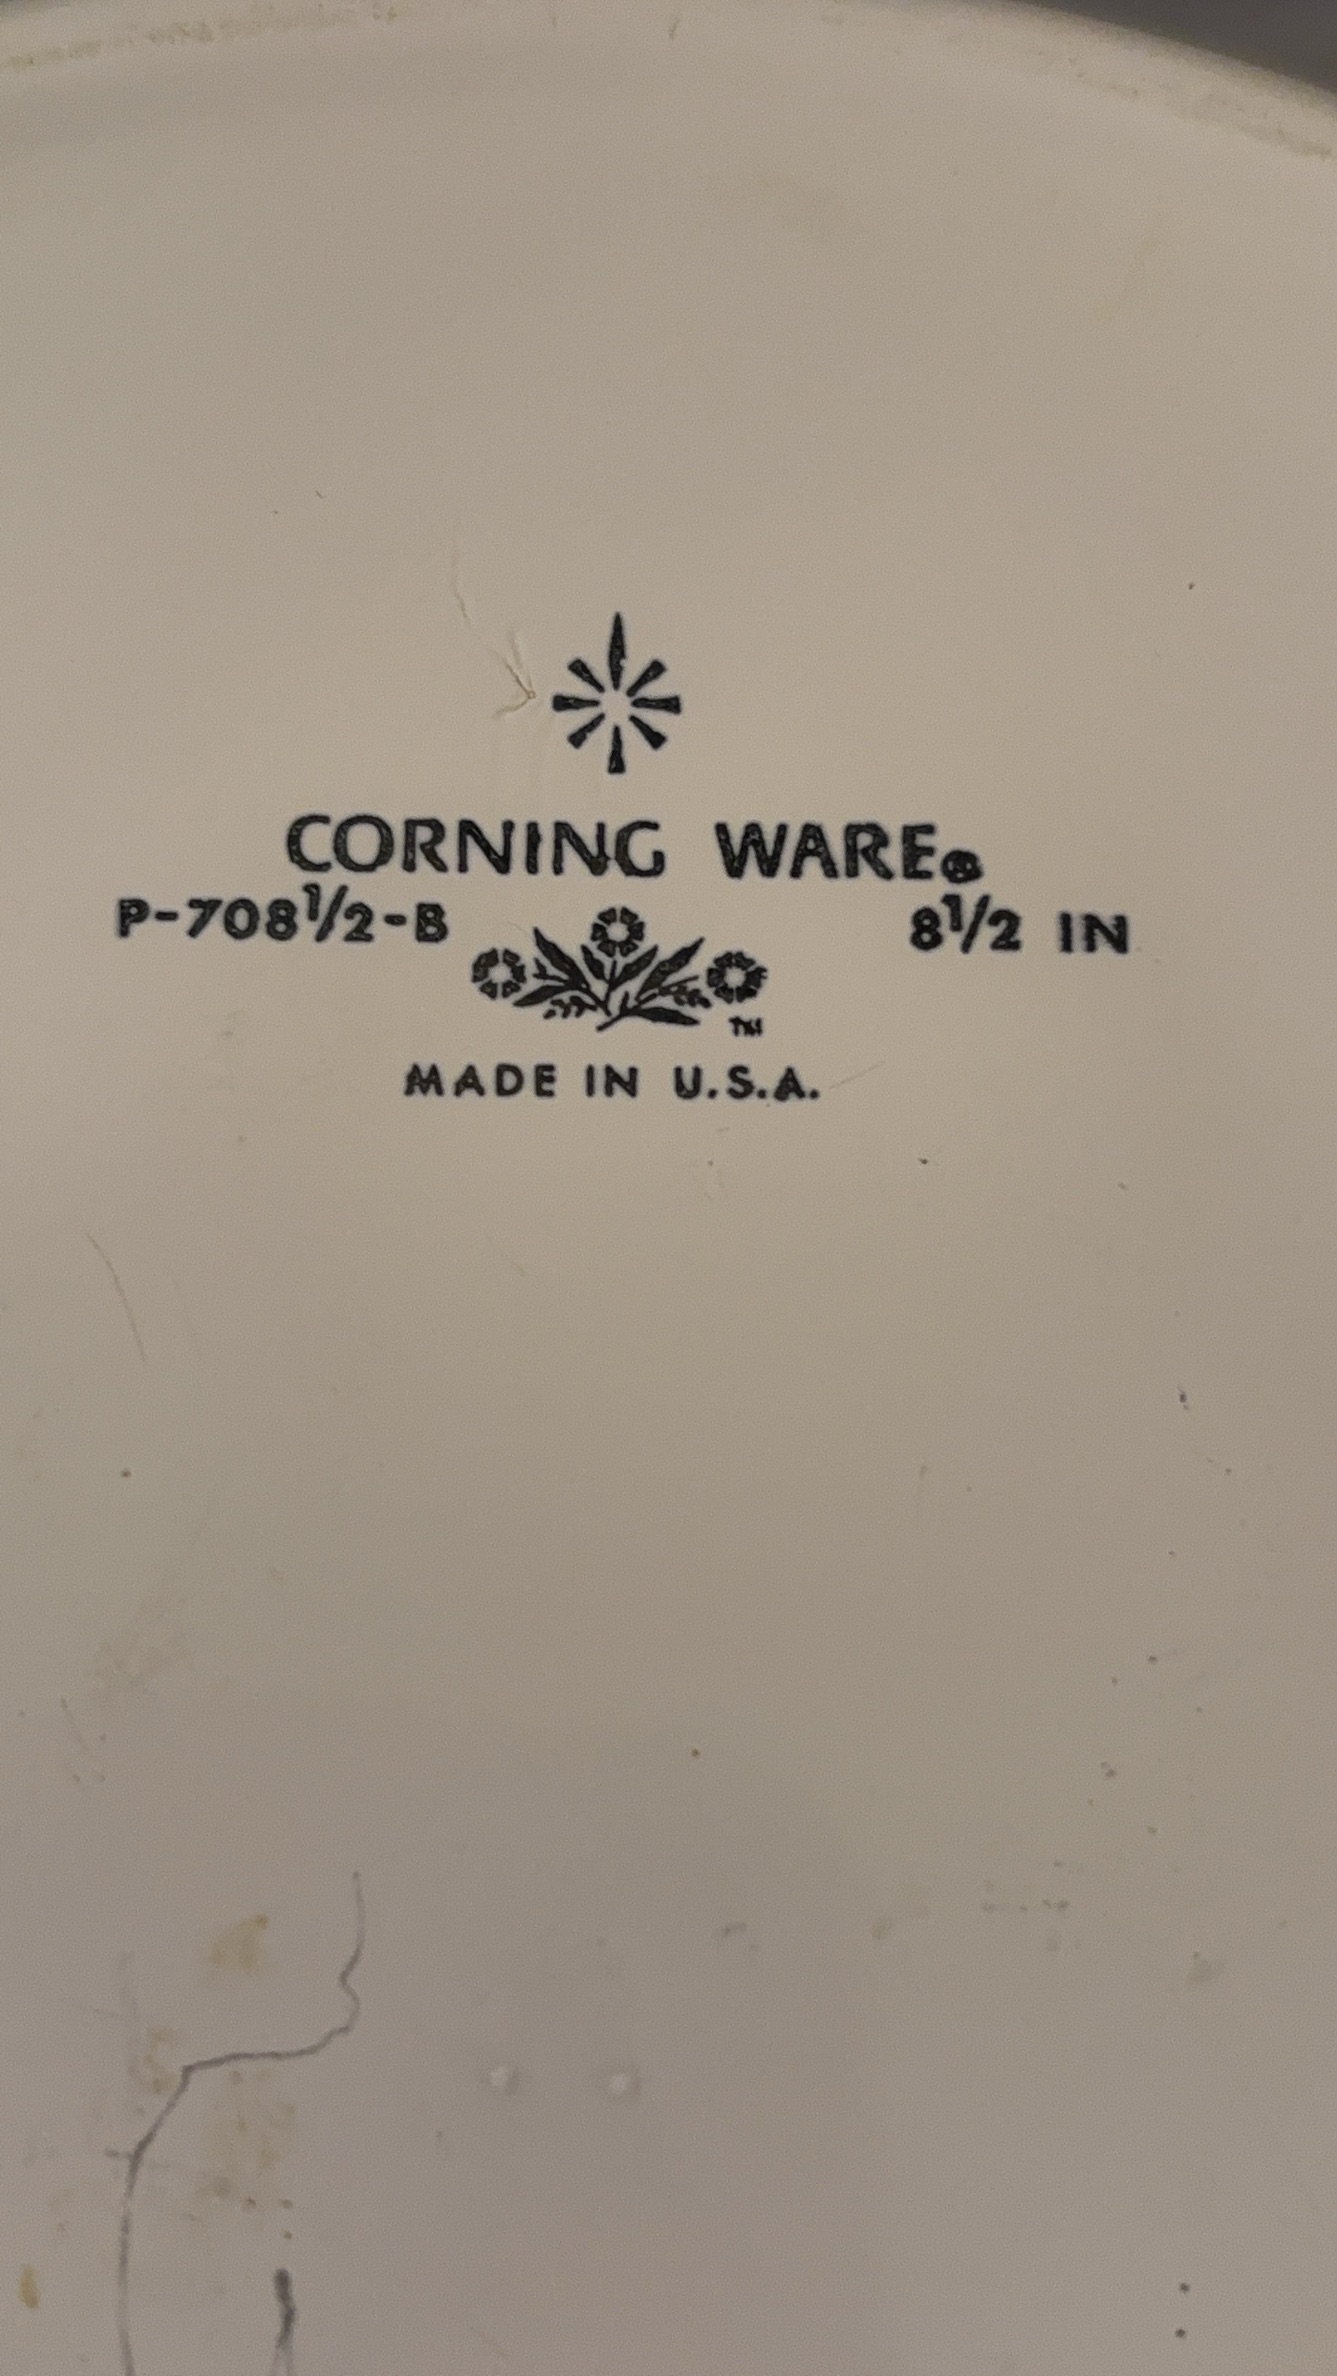 CORNING WARE®
P-708½-B 8½ IN
TM
MADE IN U.S.A.